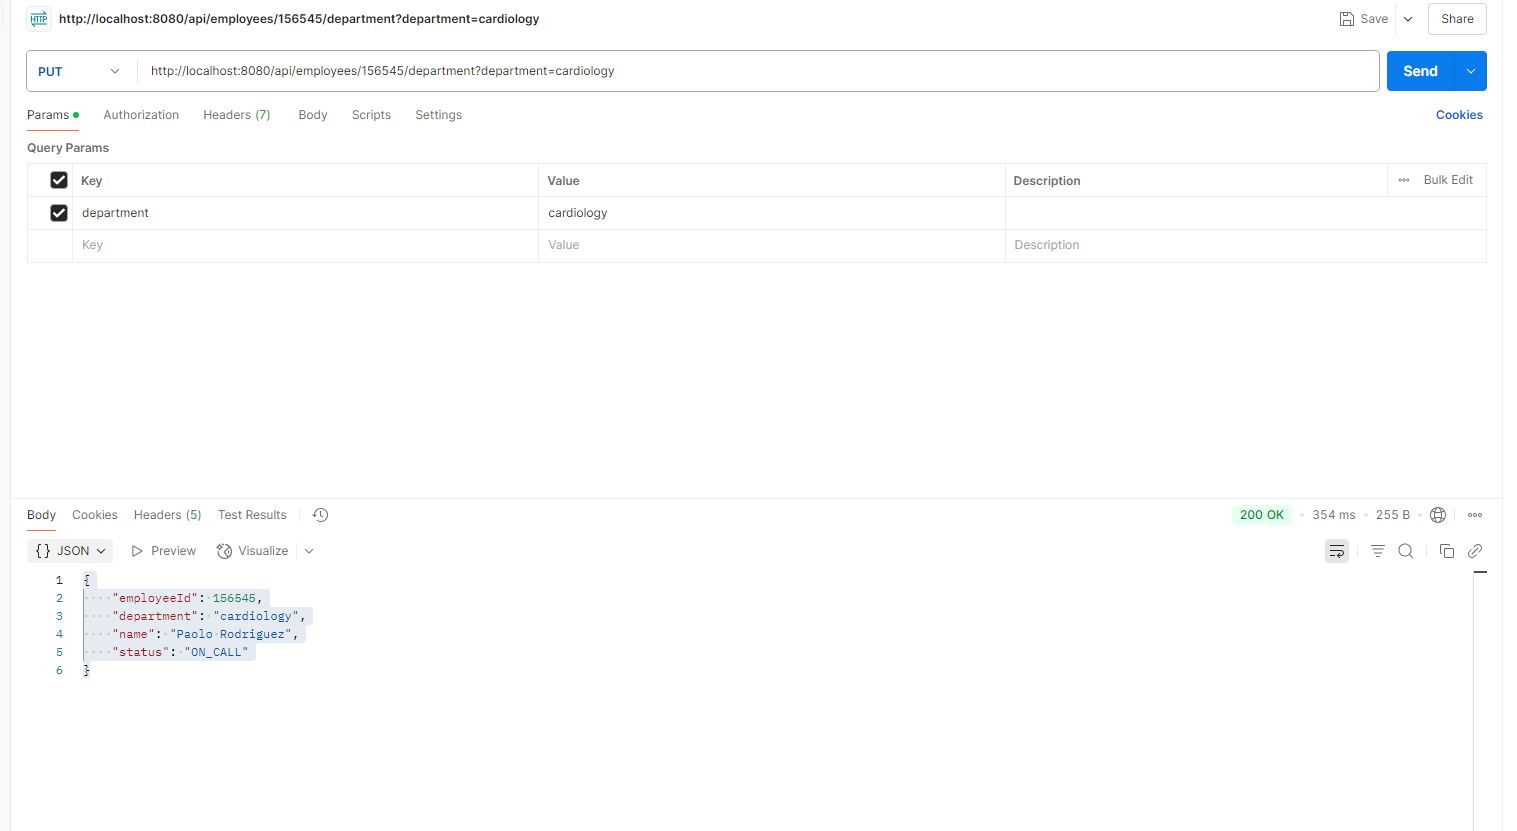 HTTP http://localhost:8080/api/employees/156545/department?department=cardiology Save Share
PUT http://localhost:8080/api/employees/156545/department?department=cardiology Send
Params Authorization Headers (7) Body Scripts Settings Cookies
Query Params
Key Value Description Bulk Edit
department cardiology
Key Value Description
Body Cookies Headers (5) Test Results 200 OK 354 ms 255 B
{} JSON Preview Visualize
1 {
2 "employeeId": 156545,
3 "department": "cardiology",
4 "name": "Paolo Rodriguez",
5 "status": "ON_CALL"
6 }